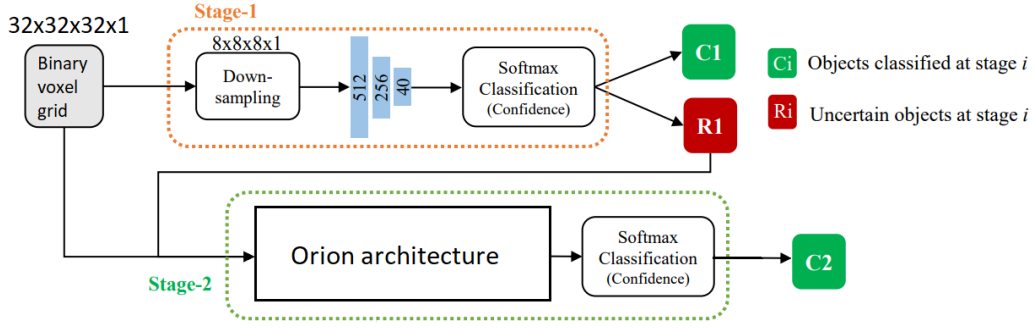 Stage-1
32x32x32x1
Binary
voxel
grid
8x8x8x1
Down-
sampling
512
256
40
Softmax
Classification
(Confidence)
C1
R1
Ci Objects classified at stage i
Ri Uncertain objects at stage i
Stage-2
Orion architecture
Softmax
Classification
(Confidence)
C2